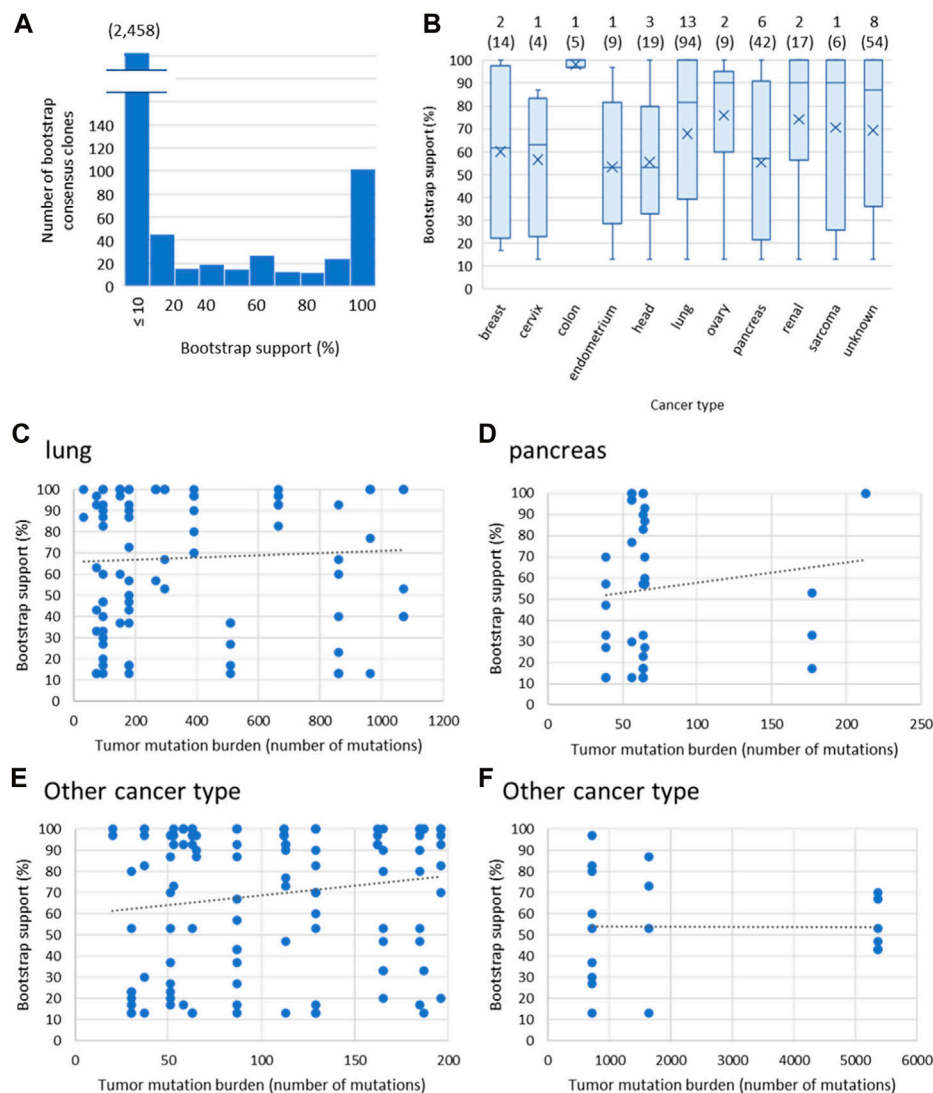 A
(2,458)
Number of bootstrap
consensus clones
140
120
100
80
60
40
20
0
≤ 10
20
40
60
80
100
Bootstrap support (%)
B
2 1 1 1 3 13 2 6 2 1 8
(14) (4) (5) (9) (19) (94) (9) (42) (17) (6) (54)
Bootstrap support (%)
100
90
80
70
60
50
40
30
20
10
0
breast
cervix
colon
endometrium
head
lung
ovary
pancreas
renal
sarcoma
unknown
Cancer type
C lung
Bootstrap support (%)
100
90
80
70
60
50
40
30
20
10
0
0 200 400 600 800 1000 1200
Tumor mutation burden (number of mutations)
D pancreas
Bootstrap support (%)
100
90
80
70
60
50
40
30
20
10
0
0 50 100 150 200 250
Tumor mutation burden (number of mutations)
E Other cancer type
Bootstrap support (%)
100
90
80
70
60
50
40
30
20
10
0
0 50 100 150 200
Tumor mutation burden (number of mutations)
F Other cancer type
Bootstrap support (%)
100
90
80
70
60
50
40
30
20
10
0
0 1000 2000 3000 4000 5000 6000
Tumor mutation burden (number of mutations)